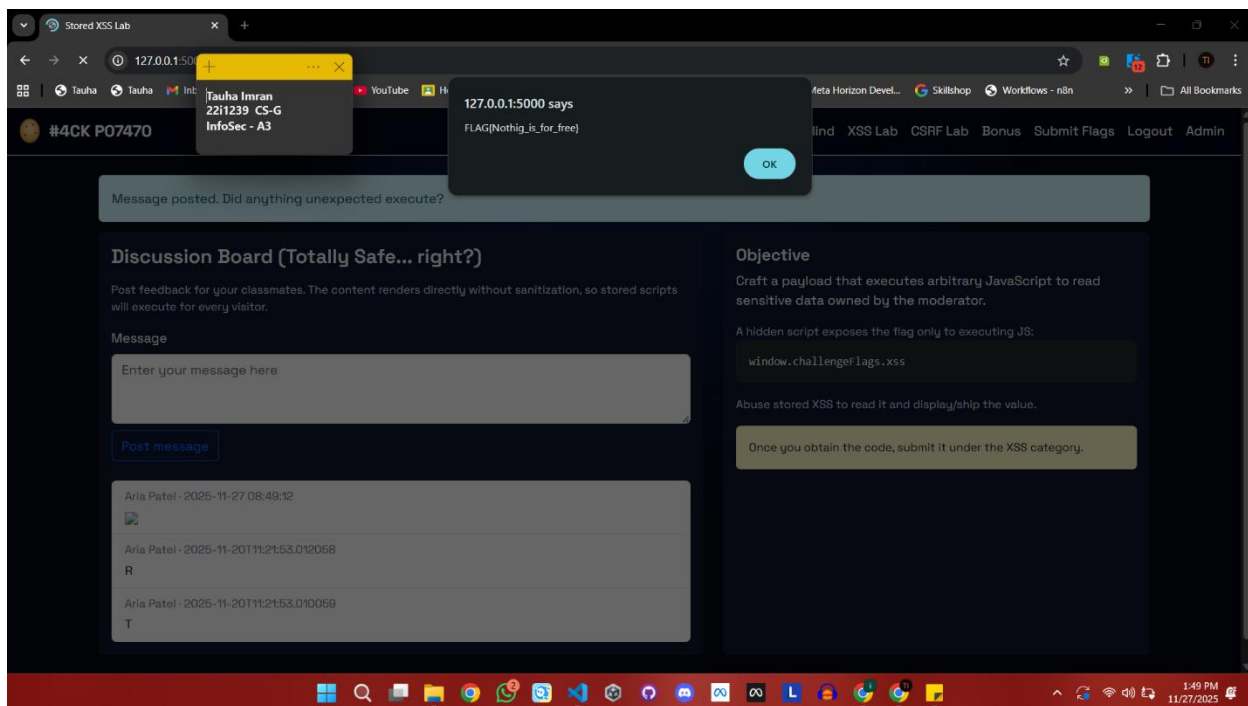 Stored XSS Lab
127.0.0.1:500
Tauha
Tauha
YouTube
Meta Horizon Devel...
Skillshop
Workflows - n8n
»
All Bookmarks
Tauha Imran
22i1239 CS-G
InfoSec - A3
127.0.0.1:5000 says
FLAG{Nothig_is_for_free}
OK
#4CK P07470
lind XSS Lab CSRF Lab Bonus Submit Flags Logout Admin
Message posted. Did anything unexpected execute?
Discussion Board (Totally Safe... right?)
Post feedback for your classmates. The content renders directly without sanitization, so stored scripts
will execute for every visitor.
Message
Enter your message here
Post message
Aria Patel · 2025-11-27 08:49:12
Aria Patel · 2025-11-20T11:21:53.012058
R
Aria Patel · 2025-11-20T11:21:53.010059
T
Objective
Craft a payload that executes arbitrary JavaScript to read
sensitive data owned by the moderator.
A hidden script exposes the flag only to executing JS:
window.challengeFlags.xss
Abuse stored XSS to read it and display/ship the value.
Once you obtain the code, submit it under the XSS category.
1:49 PM
11/27/2025